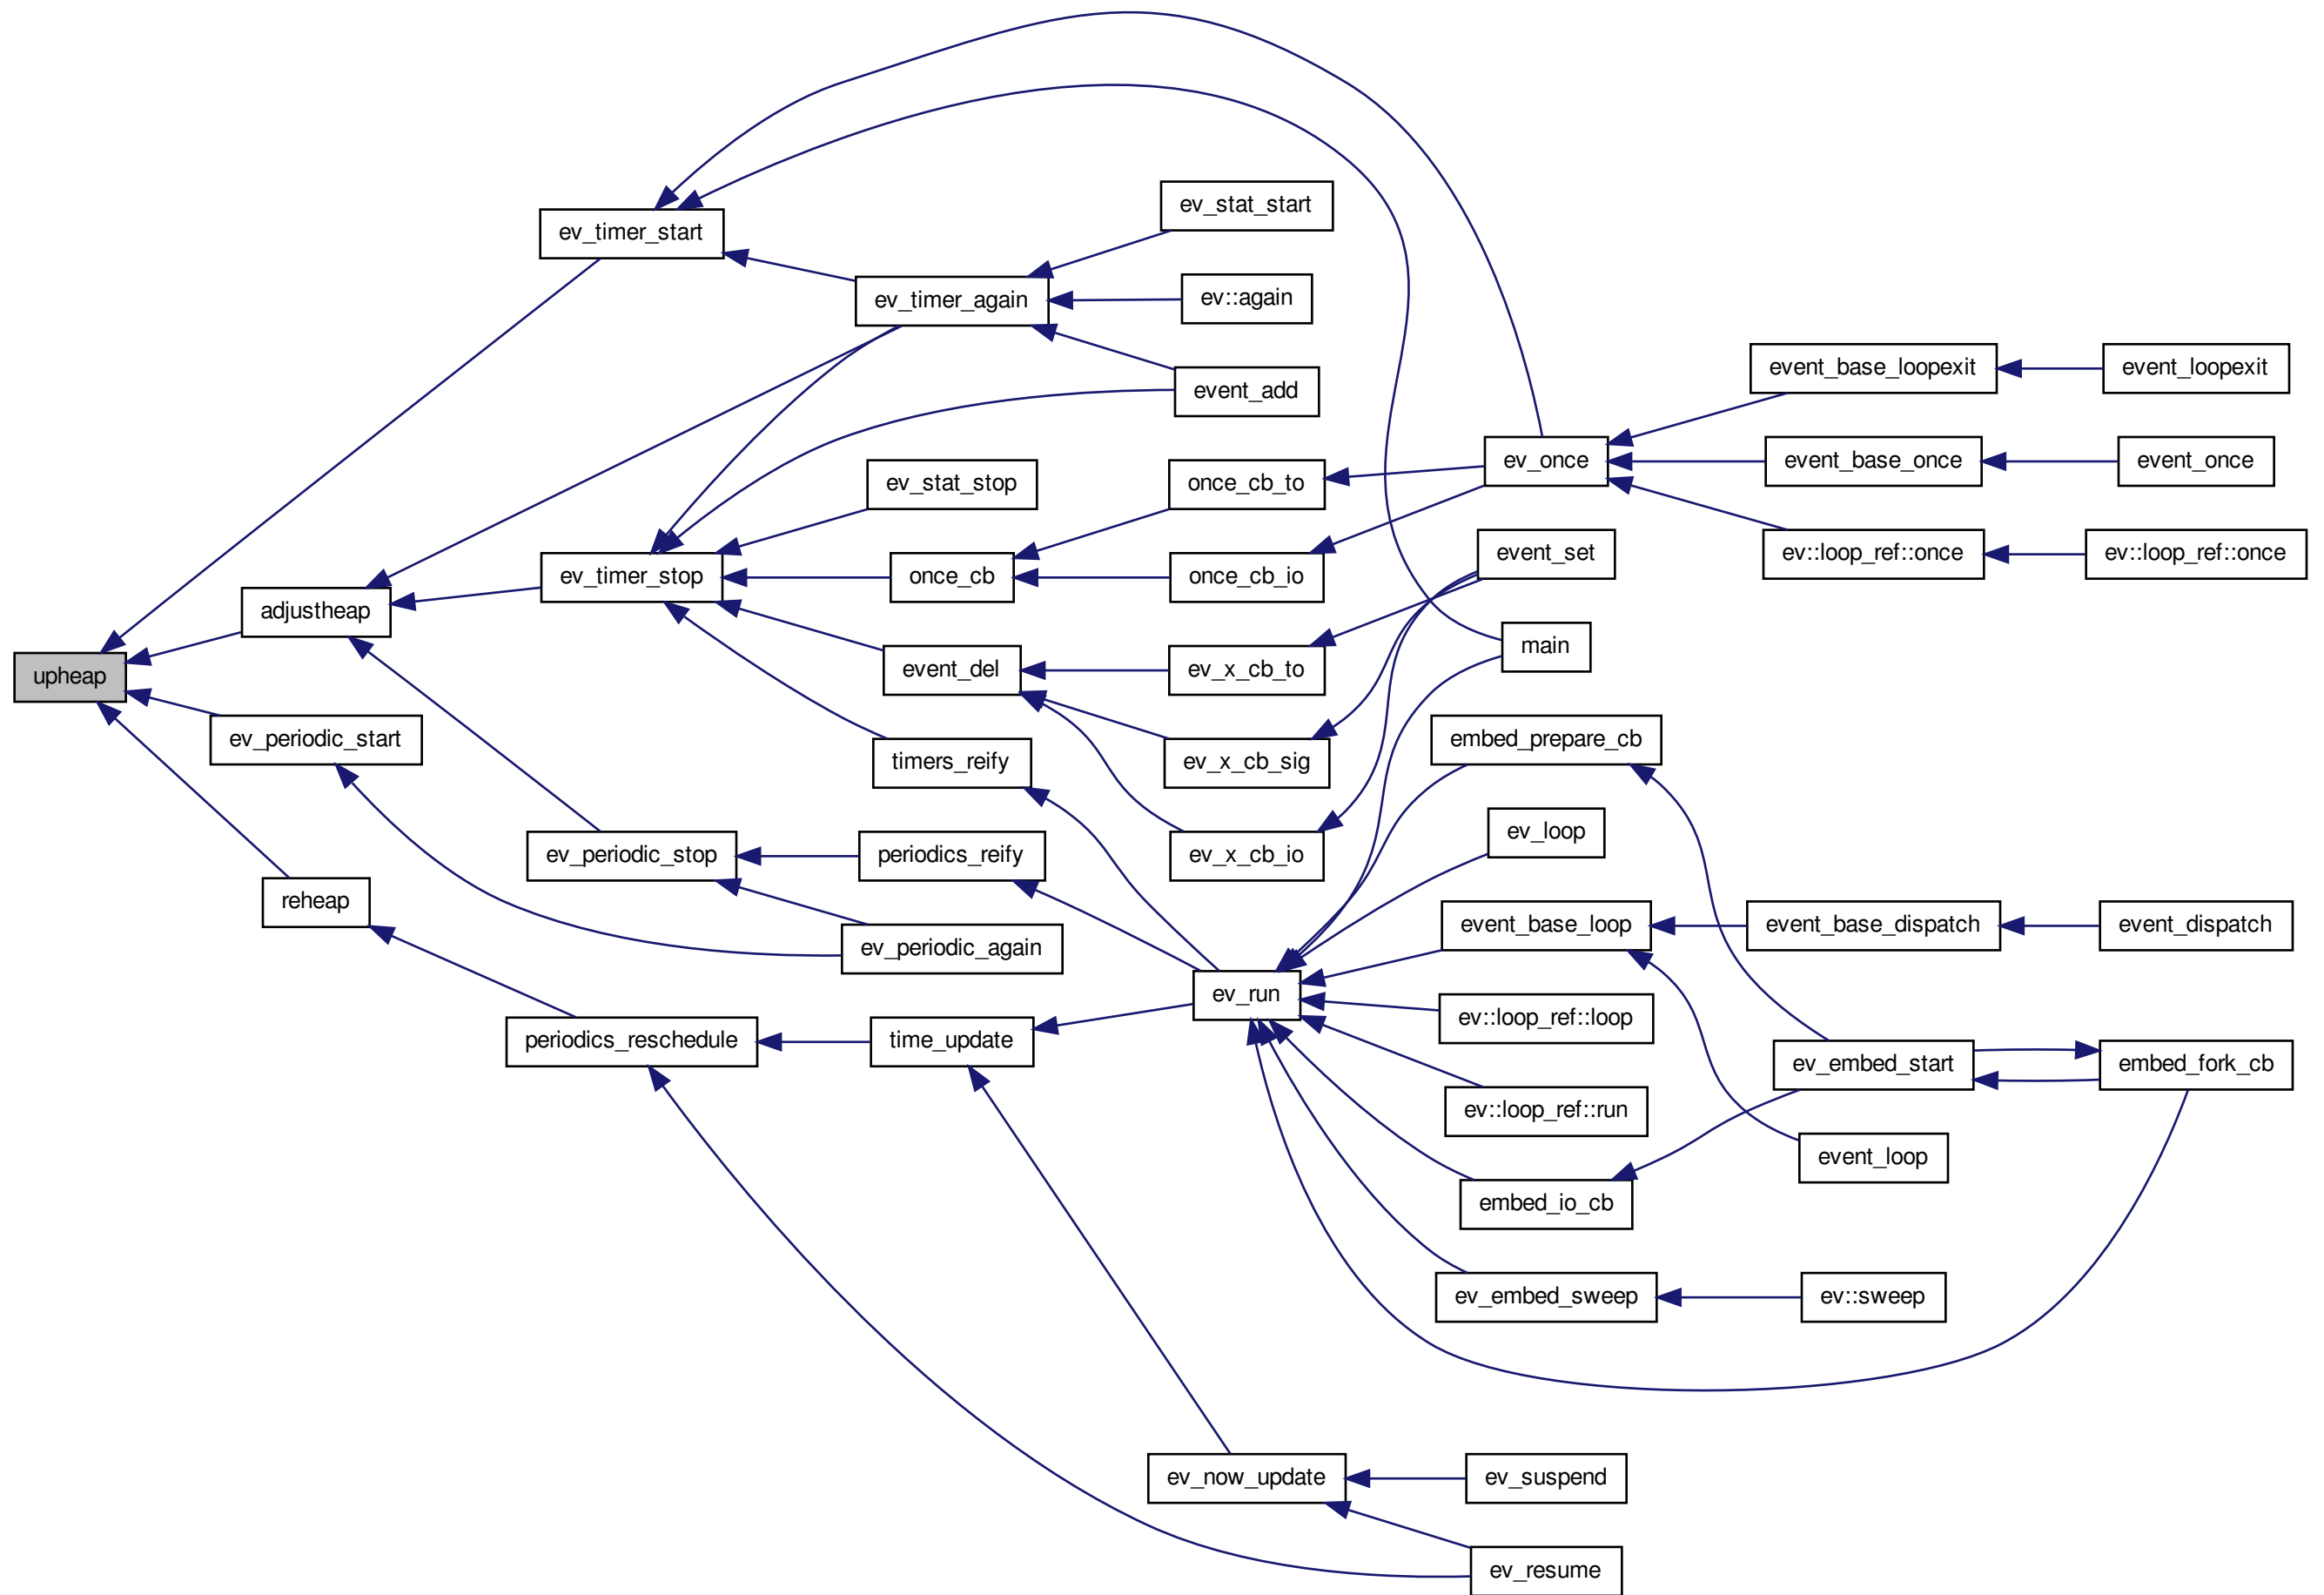 upheap
ev_timer_start
adjustheap
ev_periodic_start
reheap
ev_timer_stop
ev_periodic_stop
periodics_reschedule
ev_timer_again
ev_stat_stop
once_cb
event_del
timers_reify
periodics_reify
ev_periodic_again
time_update
ev_stat_start
ev::again
event_add
once_cb_to
once_cb_io
ev_x_cb_to
ev_x_cb_sig
ev_x_cb_io
ev_run
ev_now_update
ev_once
event_set
main
embed_prepare_cb
ev_loop
event_base_loop
ev::loop_ref::loop
ev::loop_ref::run
embed_io_cb
ev_embed_sweep
ev_suspend
ev_resume
event_base_loopexit
event_base_once
ev::loop_ref::once
event_base_dispatch
ev_embed_start
event_loop
ev::sweep
event_loopexit
event_once
ev::loop_ref::once
event_dispatch
embed_fork_cb